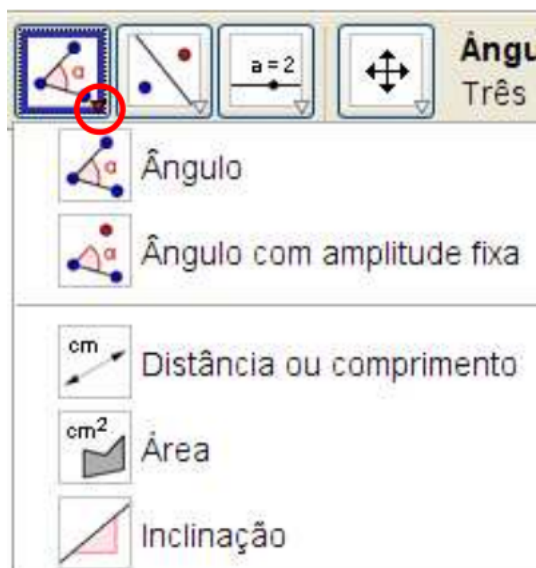 α
a = 2
Ângu
Três
α
Ângulo
α
Ângulo com amplitude fixa
cm
Distância ou comprimento
cm²
Área
Inclinação